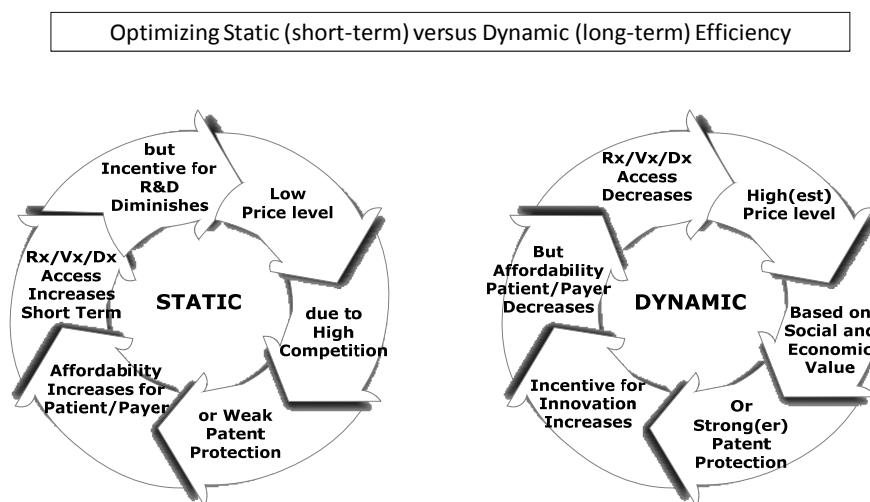 Optimizing Static (short-term) versus Dynamic (long-term) Efficiency
but
Incentive for
R&D
Diminishes
Low
Price level
due to
High
Competition
or Weak
Patent
Protection
Affordability
Increases for
Patient/Payer
Rx/Vx/Dx
Access
Increases
Short Term
STATIC
Rx/Vx/Dx
Access
Decreases
High(est)
Price level
Based on
Social and
Economic
Value
Or
Strong(er)
Patent
Protection
Incentive for
Innovation
Increases
But
Affordability
Patient/Payer
Decreases
DYNAMIC